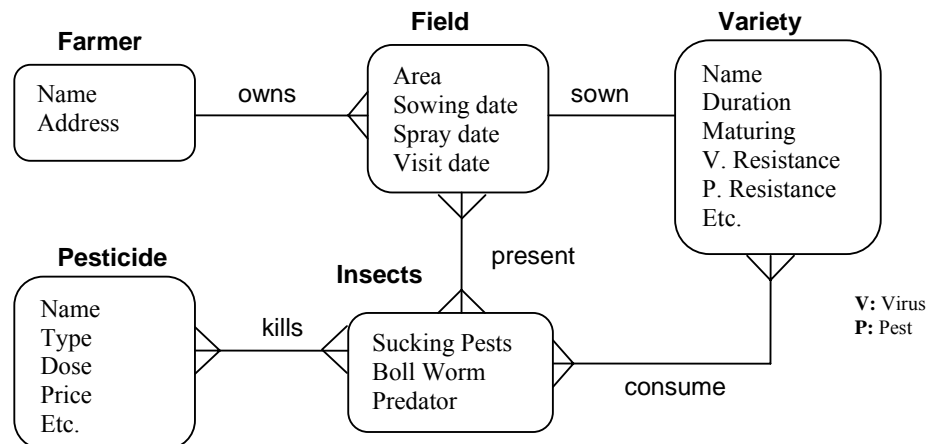 Farmer
Name
Address
owns
Field
Area
Sowing date
Spray date
Visit date
sown
Variety
Name
Duration
Maturing
V. Resistance
P. Resistance
Etc.
present
Pesticide
Name
Type
Dose
Price
Etc.
kills
Insects
Sucking Pests
Boll Worm
Predator
consume
V: Virus
P: Pest